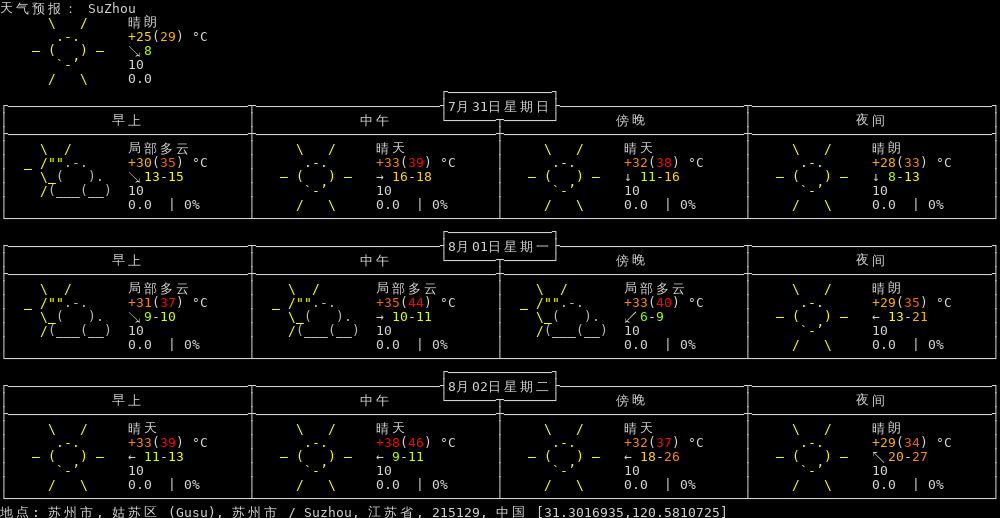 天气预报： SuZhou
晴朗
+25(29) °C
↘ 8
10
0.0
7月31日星期日
早上 中午 傍晚 夜间
局部多云 晴天 晴天 晴朗
+30(35) °C +33(39) °C +32(38) °C +28(33) °C
↘ 13-15 → 16-18 ↓ 11-16 ↓ 8-13
10 10 10 10
0.0 | 0% 0.0 | 0% 0.0 | 0% 0.0 | 0%
8月01日星期一
早上 中午 傍晚 夜间
局部多云 局部多云 局部多云 晴朗
+31(37) °C +35(44) °C +33(40) °C +29(35) °C
↘ 9-10 → 10-11 ↙ 6-9 ← 13-21
10 10 10 10
0.0 | 0% 0.0 | 0% 0.0 | 0% 0.0 | 0%
8月02日星期二
早上 中午 傍晚 夜间
晴天 晴天 晴天 晴朗
+33(39) °C +38(46) °C +32(37) °C +29(34) °C
← 11-13 ← 9-11 ← 18-26 ↖ 20-27
10 10 10 10
0.0 | 0% 0.0 | 0% 0.0 | 0% 0.0 | 0%
地点: 苏州市, 姑苏区 (Gusu), 苏州市 / Suzhou, 江苏省, 215129, 中国 [31.3016935,120.5810725]